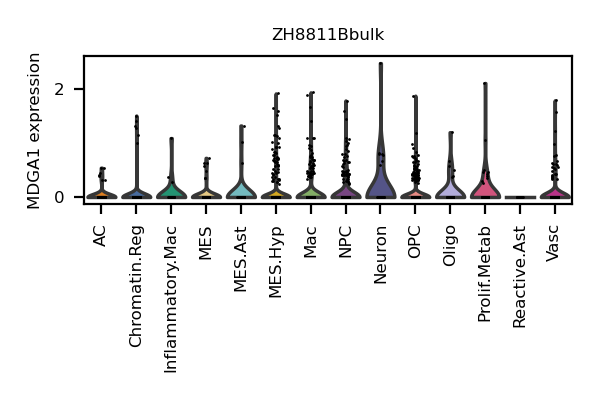 ZH8811Bbulk
MDGA1 expression
2
0
AC
Chromatin.Reg
Inflammatory.Mac
MES
MES.Ast
MES.Hyp
Mac
NPC
Neuron
OPC
Oligo
Prolif.Metab
Reactive.Ast
Vasc